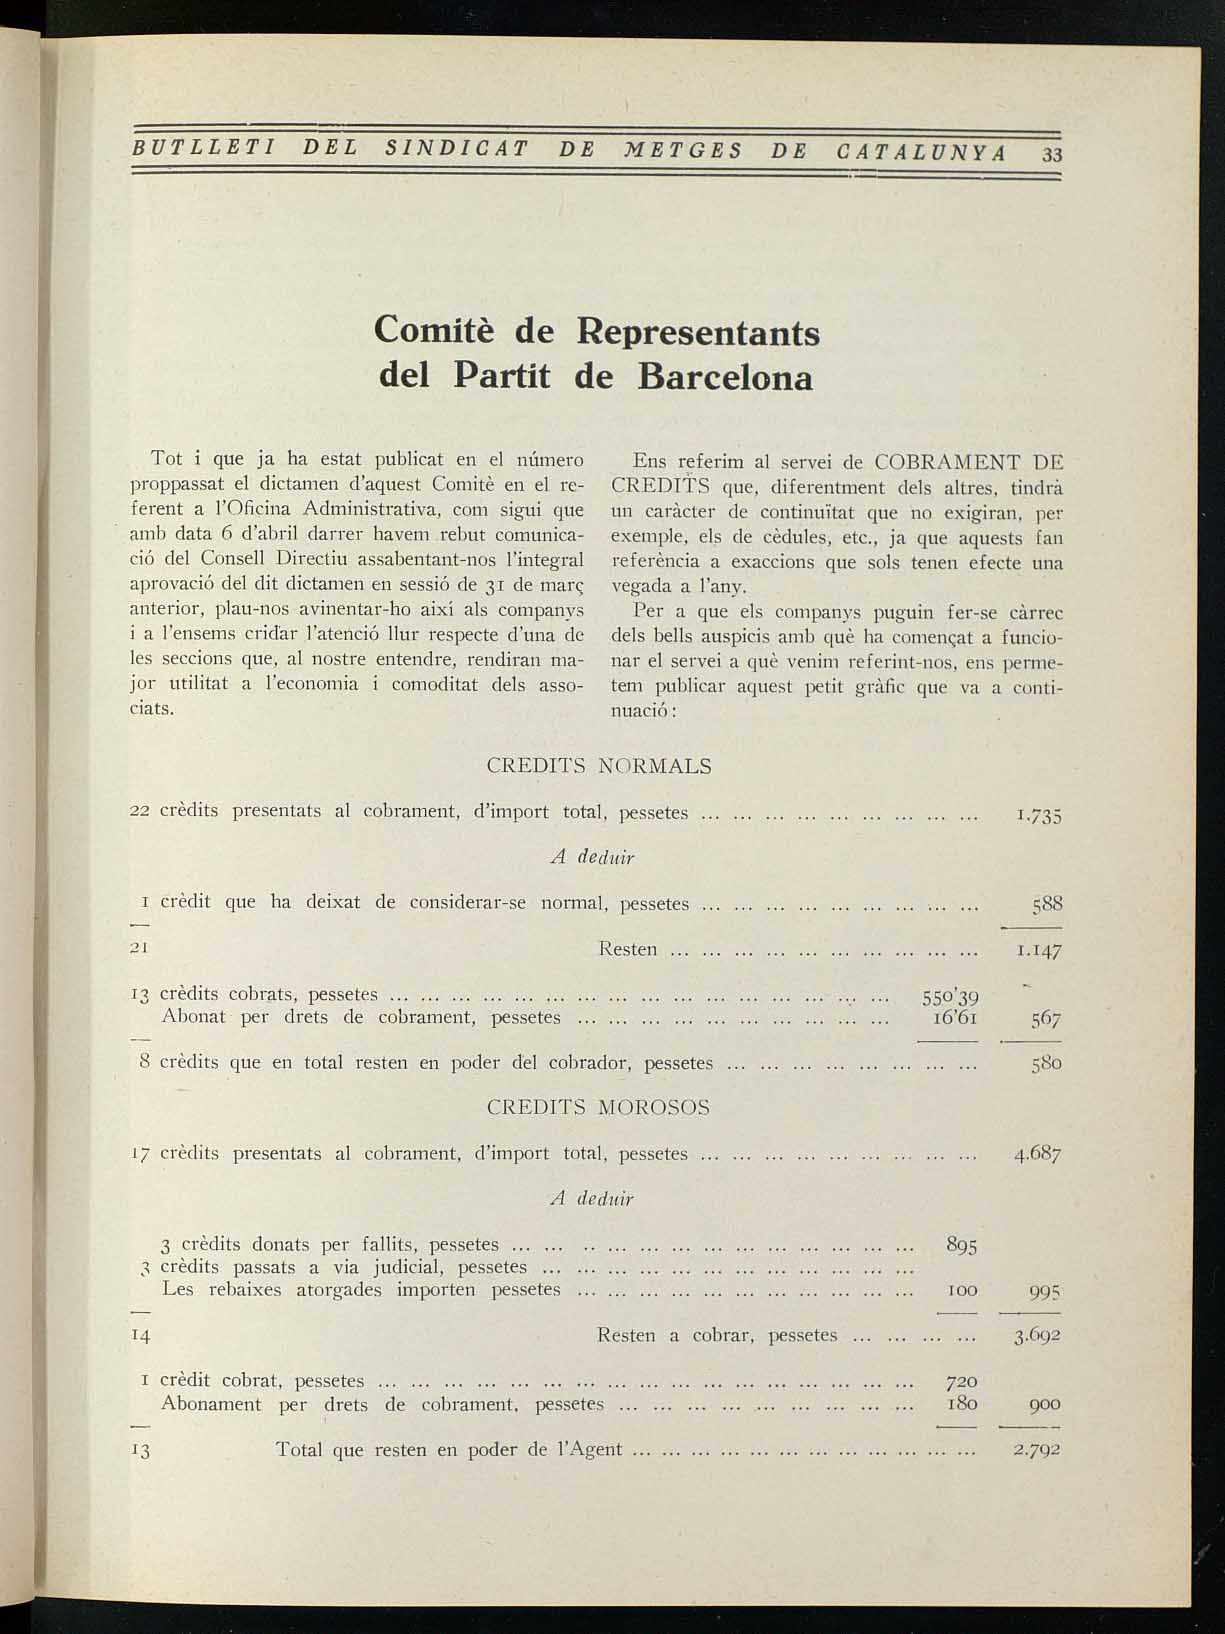 BUTLLETI DEL SINDICAT DE METGES DE CATALUNYA 33
Comitè de Representants
del Partit de Barcelona
Tot i que ja ha estat publicat en el número
proppassat el dictamen d'aquest Comitè en el re-
ferent a l'Oficina Administrativa, com sigui que
amb data 6 d'abril darrer havem rebut comunica-
ció del Consell Directiu assabentant-nos l'integral
aprovació del dit dictamen en sessió de 31 de març
anterior, plau-nos avinentar-ho així als companys
i a l'ensems cridar l'atenció llur respecte d'una de
les seccions que, al nostre entendre, rendiran ma-
jor utilitat a l'economia i comoditat dels asso-
ciats.
Ens referim al servei de COBRAMENT DE
CREDITS que, diferentment dels altres, tindrà
un caràcter de continuïtat que no exigiran, per
exemple, els de cèdules, etc., ja que aquests fan
referència a exaccions que sols tenen efecte una
vegada a l'any.
Per a que els companys puguin fer-se càrrec
dels bells auspicis amb què ha començat a funcio-
nar el servei a què venim referint-nos, ens perme-
tem publicar aquest petit gràfic que va a conti-
nuació:
CREDITS NORMALS
22 crèdits presentats al cobrament, d'import total, pessetes ... ... ... ... ... ... ... ... ... 1.735
A deduir
1 crèdit que ha deixat de considerar-se normal, pessetes ... ... ... ... ... ... ... ... ... 588
21 Resten ... ... ... ... ... ... ... ... ... ... 1.147
13 crèdits cobrats, pessetes ... ... ... ... ... ... ... ... ... ... ... ... ... ... ... ... 550'39
Abonat per drets de cobrament, pessetes ... ... ... ... ... ... ... ... ... ... 16'61 567
8 crèdits que en total resten en poder del cobrador, pessetes ... ... ... ... ... ... ... ... 580
CREDITS MOROSOS
17 crèdits presentats al cobrament, d'import total, pessetes ... ... ... ... ... ... ... ... ... 4.687
A deduir
3 crèdits donats per fallits, pessetes ... ... .. ... ... ... ... ... ... ... ... ... ... 895
3 crèdits passats a via judicial, pessetes ... ... ... ... ... ... ... ... ... ... ... ...
Les rebaixes atorgades importen pessetes ... ... ... ... ... ... ... ... ... ... ... 100 995
14 Resten a cobrar, pessetes ... ... ... ... 3.692
1 crèdit cobrat, pessetes ... ... ... ... ... ... ... ... ... ... ... ... ... ... ... ... ... 720
Abonament per drets de cobrament, pessetes ... ... ... ... ... ... ... ... ... 180 900
13 Total que resten en poder de l'Agent ... ... ... ... ... ... ... ... ... ... ... ... 2.792